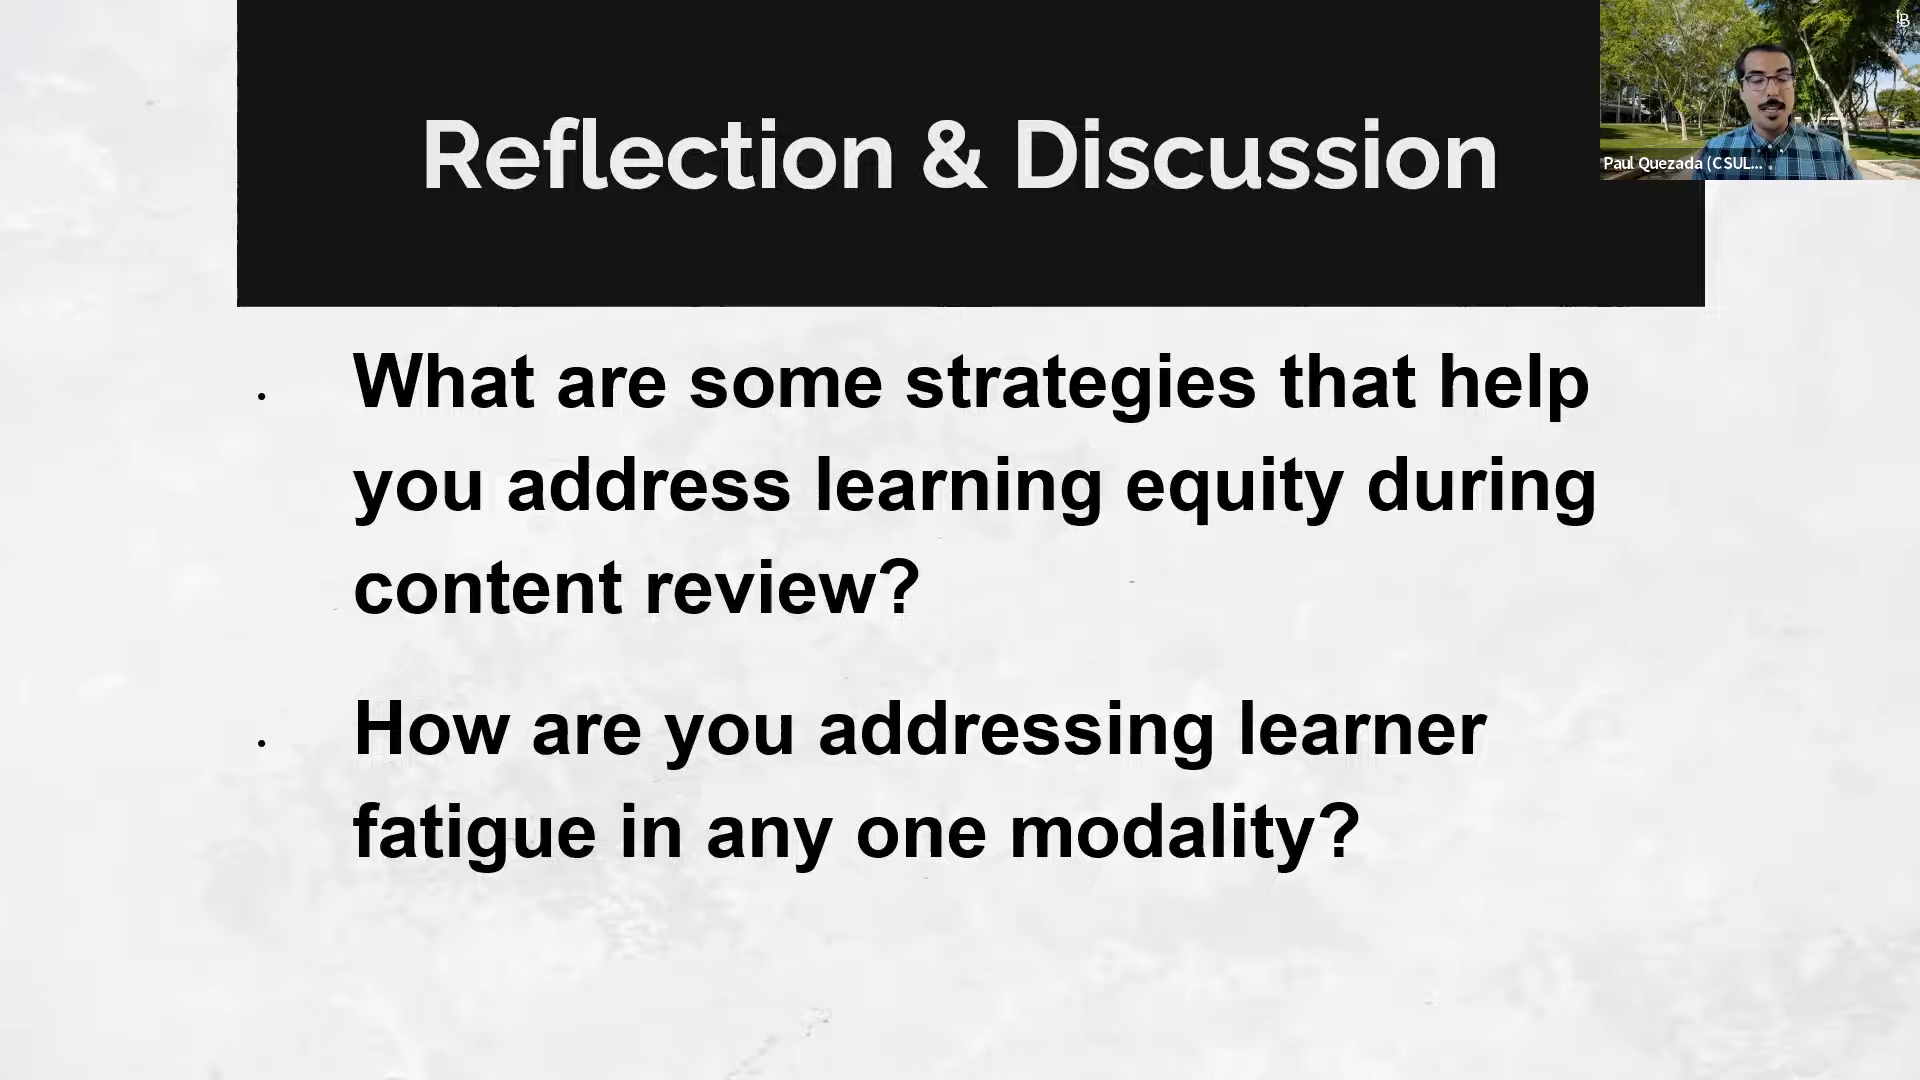 Reflection & Discussion
Paul Quezada (CSUL...
• What are some strategies that help
you address learning equity during
content review?
• How are you addressing learner
fatigue in any one modality?